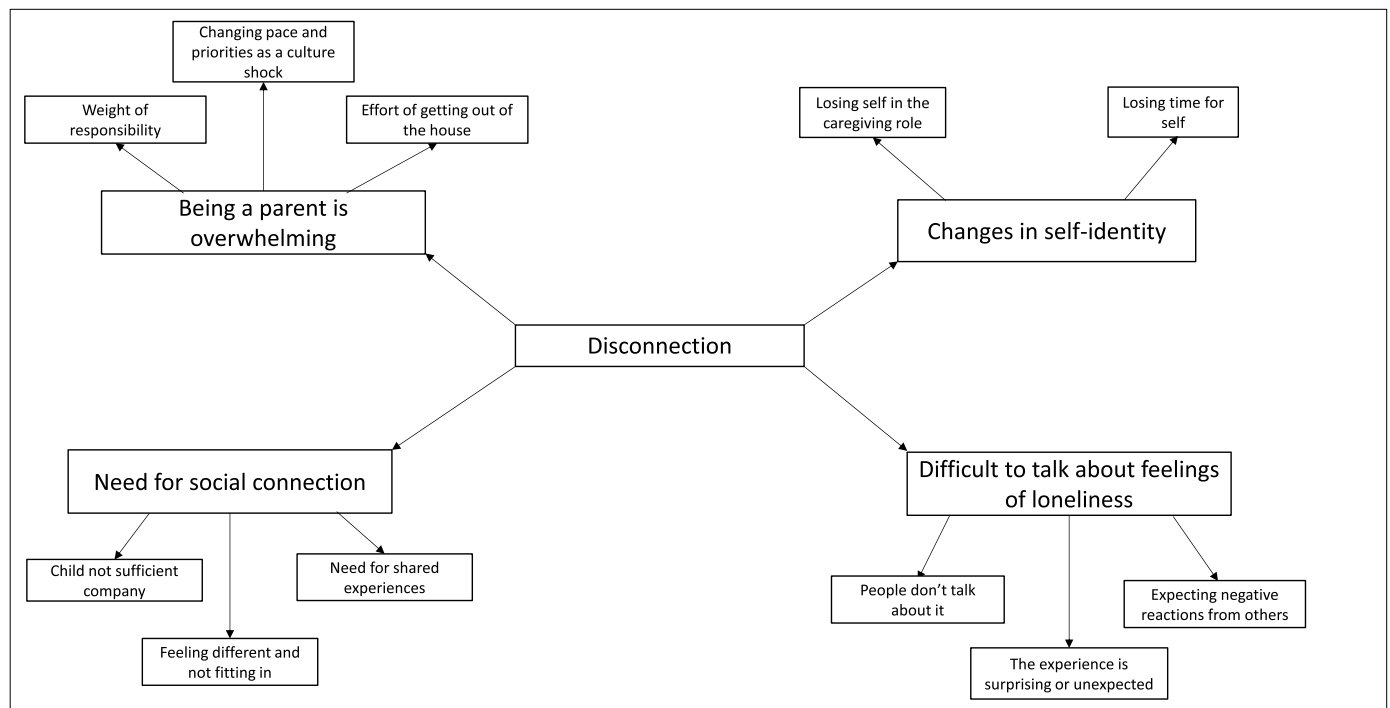 Changing pace and
priorities as a culture
shock
Weight of
responsibility
Effort of getting out of
the house
Being a parent is
overwhelming
Losing self in the
caregiving role
Losing time for
self
Changes in self-identity
Disconnection
Need for social connection
Child not sufficient
company
Need for shared
experiences
Feeling different and
not fitting in
Difficult to talk about feelings
of loneliness
People don’t talk
about it
Expecting negative
reactions from others
The experience is
surprising or unexpected